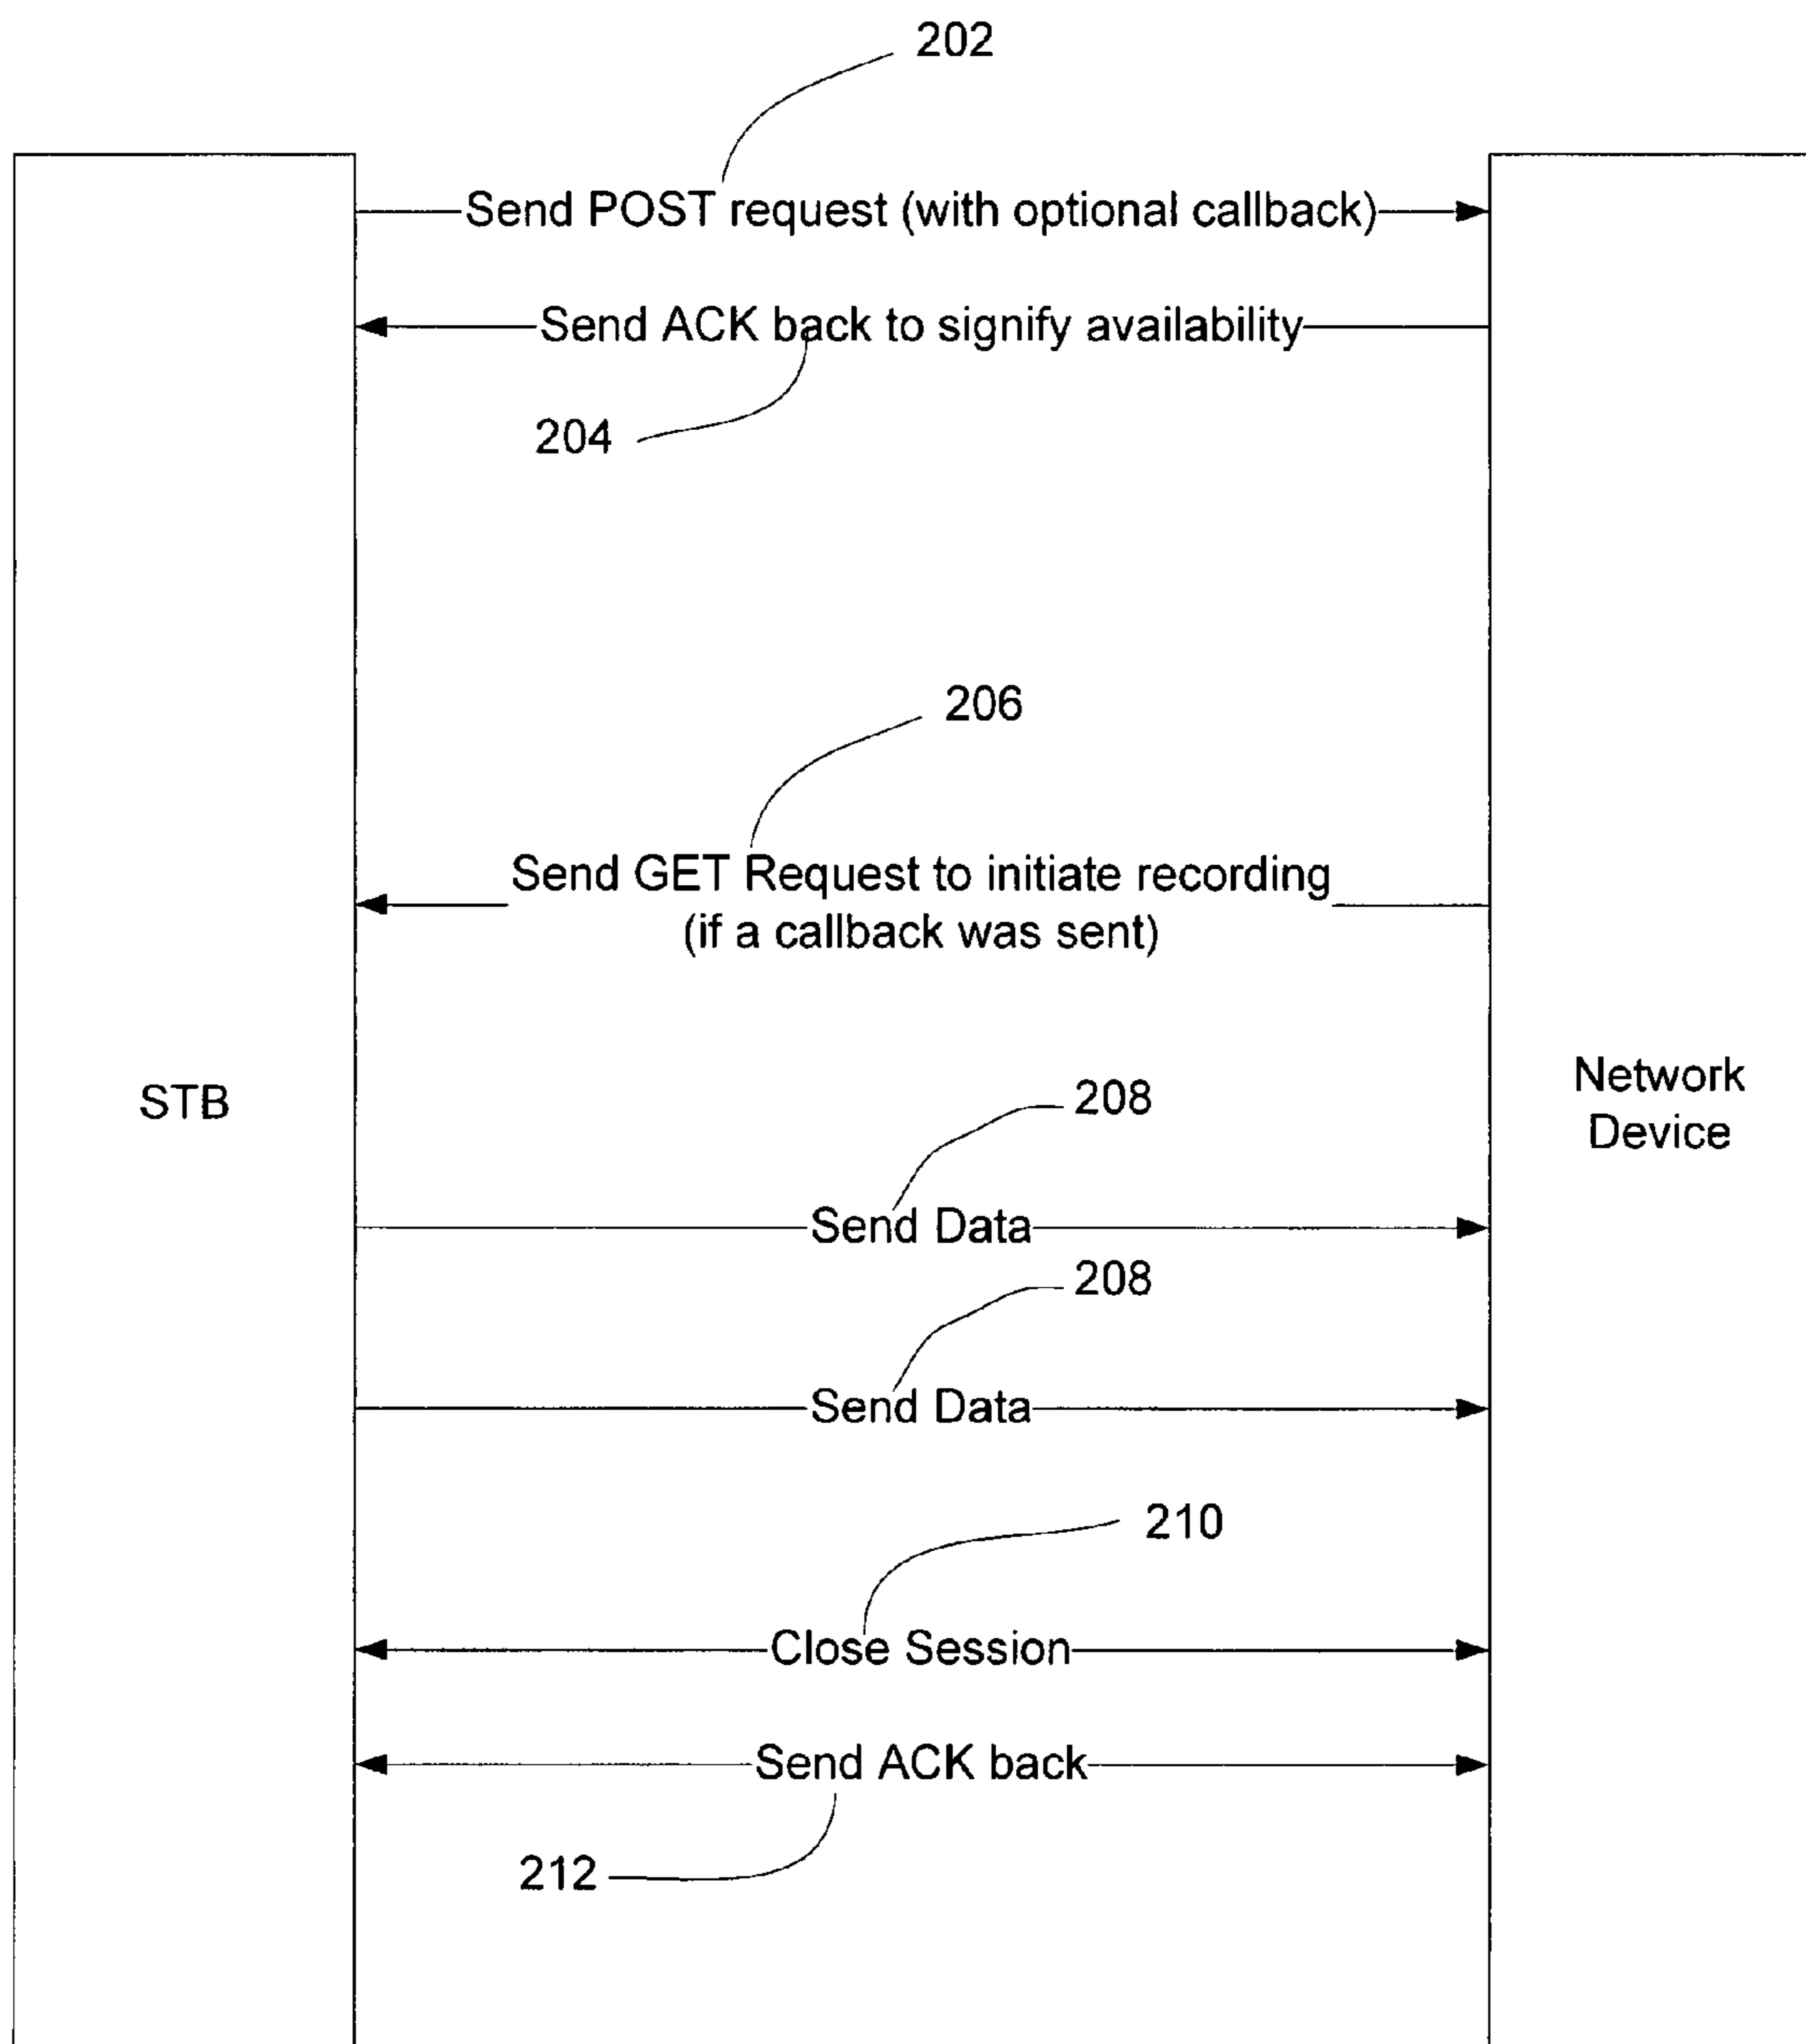 202
Send POST request (with optional callback)
Send ACK back to signify availability
204
206
Send GET Request to initiate recording
(if a callback was sent)
STB
Network
Device
208
Send Data
208
Send Data
210
Close Session
Send ACK back
212